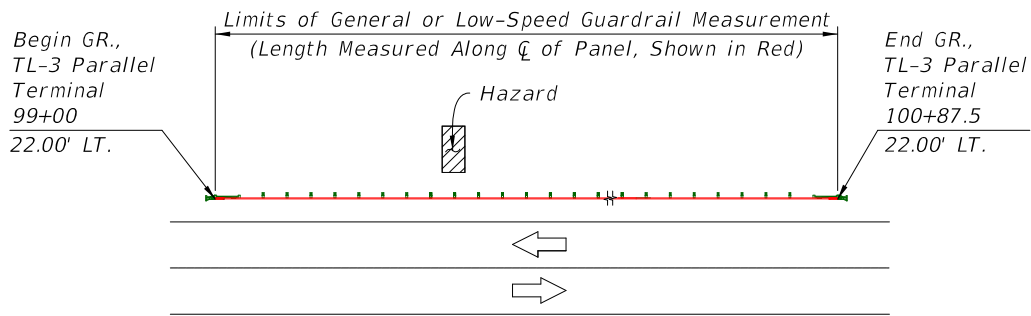 Limits of General or Low-Speed Guardrail Measurement
(Length Measured Along ℄ of Panel, Shown in Red)
Begin GR.,
TL-3 Parallel
Terminal
99+00
22.00' LT.
Hazard
End GR.,
TL-3 Parallel
Terminal
100+87.5
22.00' LT.